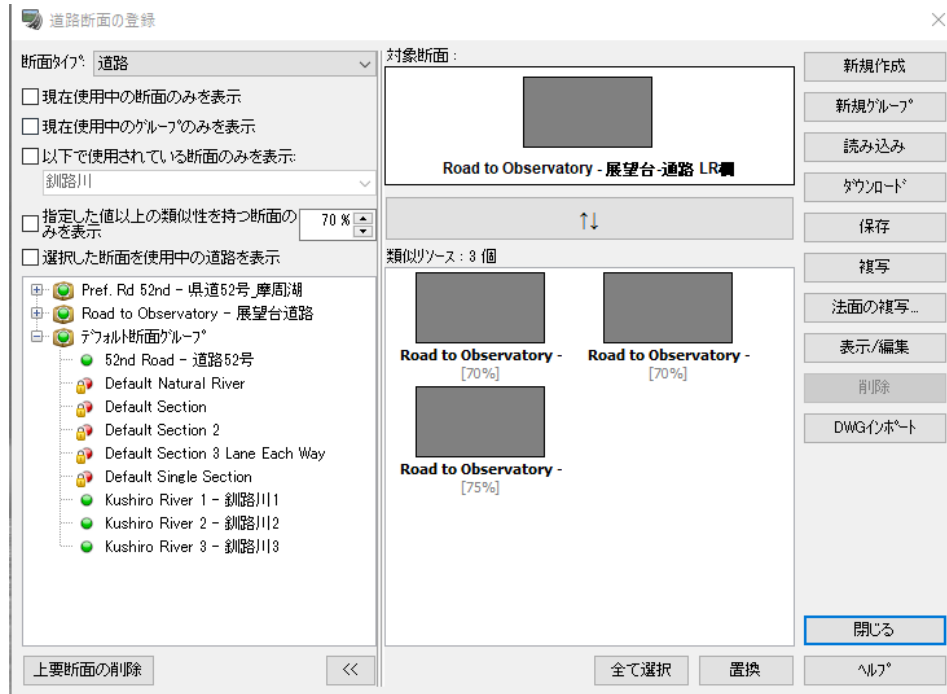 道路断面の登録
断面タイプ: 道路
現在使用中の断面のみを表示
現在使用中のグループのみを表示
以下で使用されている断面のみを表示:
釧路川
指定した値以上の類似性を持つ断面の
みを表示
70 %
選択した断面を使用中の道路を表示
Pref. Rd 52nd - 県道52号_摩周湖
Road to Observatory - 展望台道路
デフォルト断面グループ
52nd Road - 道路52号
Default Natural River
Default Section
Default Section 2
Default Section 3 Lane Each Way
Default Single Section
Kushiro River 1 - 釧路川1
Kushiro River 2 - 釧路川2
Kushiro River 3 - 釧路川3
上要断面の削除
<<
対象断面 :
Road to Observatory - 展望台-通路 LR欄
↑↓
類似リソース : 3 個
Road to Observatory -
[70%]
Road to Observatory -
[70%]
Road to Observatory -
[75%]
全て選択
置換
新規作成
新規グループ
読み込み
ダウンロード
保存
複写
法面の複写...
表示/編集
削除
DWGインポート
閉じる
ヘルプ